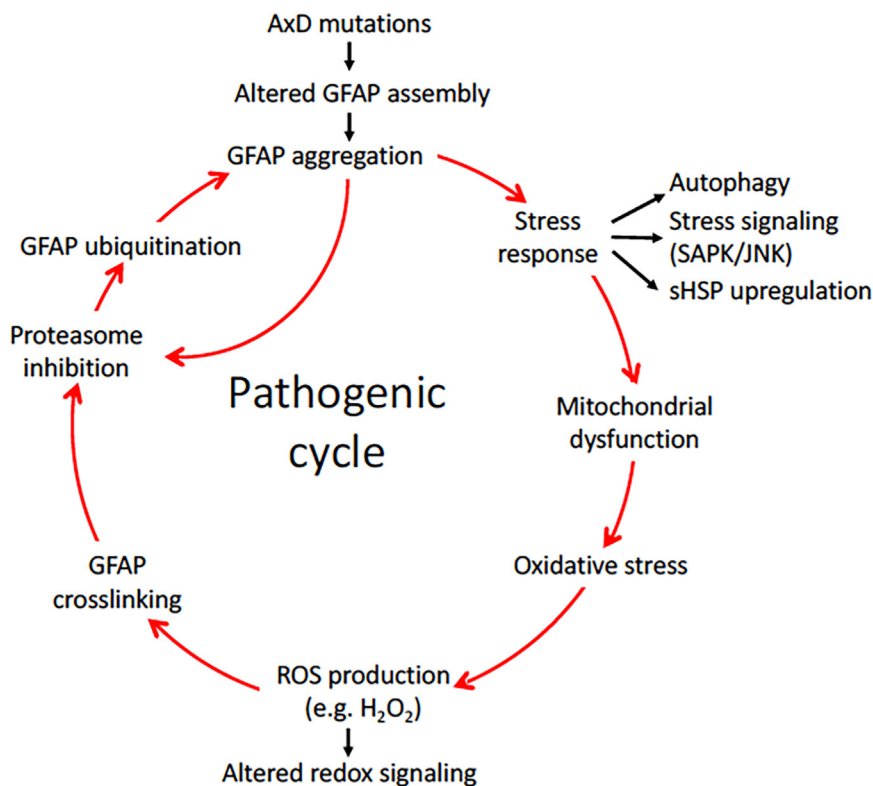 AxD mutations
Altered GFAP assembly
GFAP aggregation
Autophagy
Stress
response
Stress signaling
(SAPK/JNK)
sHSP upregulation
GFAP ubiquitination
Proteasome
inhibition
Pathogenic
cycle
Mitochondrial
dysfunction
Oxidative stress
GFAP
crosslinking
ROS production
(e.g. H₂O₂)
Altered redox signaling